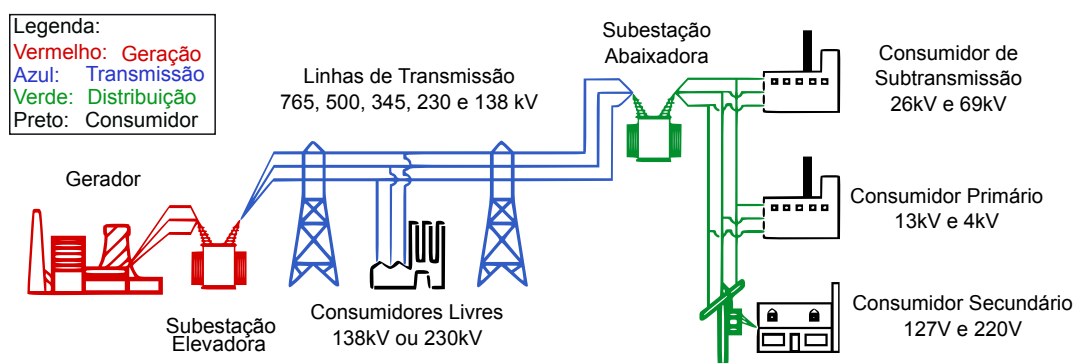 Legenda:
Vermelho: Geração
Azul: Transmissão
Verde: Distribuição
Preto: Consumidor
Gerador
Subestação
Elevadora
Linhas de Transmissão
765, 500, 345, 230 e 138 kV
Consumidores Livres
138kV ou 230kV
Subestação
Abaixadora
Consumidor de
Subtransmissão
26kV e 69kV
Consumidor Primário
13kV e 4kV
Consumidor Secundário
127V e 220V